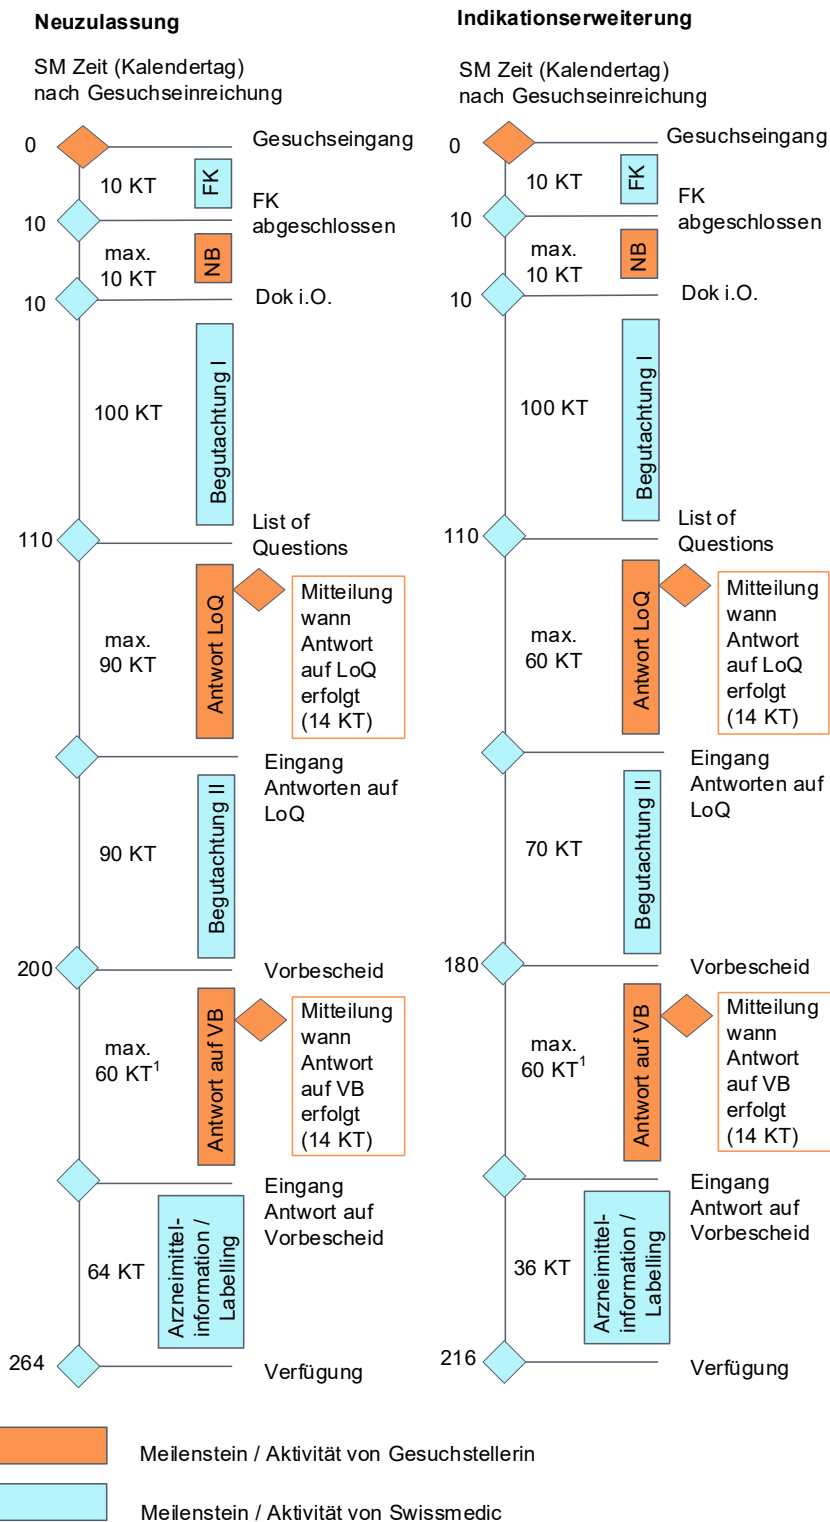 Neuzulassung
SM Zeit (Kalendertag)
nach Gesuchseinreichung
0
Gesuchseingang
10 KT
FK
FK
abgeschlossen
10
max.
10 KT
NB
10
Dok i.O.
100 KT
Begutachtung I
110
List of
Questions
max.
90 KT
Antwort LoQ
Mitteilung
wann
Antwort
auf LoQ
erfolgt
(14 KT)
Eingang
Antworten auf
LoQ
90 KT
Begutachtung II
200
Vorbescheid
max.
60 KT1
Antwort auf VB
Mitteilung
wann
Antwort
auf VB
erfolgt
(14 KT)
Eingang
Antwort auf
Vorbescheid
64 KT
Arzneimittel-
information /
Labelling
264
Verfügung
Indikationserweiterung
SM Zeit (Kalendertag)
nach Gesuchseinreichung
0
Gesuchseingang
10 KT
FK
FK
abgeschlossen
10
max.
10 KT
NB
10
Dok i.O.
100 KT
Begutachtung I
110
List of
Questions
max.
60 KT
Antwort LoQ
Mitteilung
wann
Antwort
auf LoQ
erfolgt
(14 KT)
Eingang
Antworten auf
LoQ
70 KT
Begutachtung II
180
Vorbescheid
max.
60 KT1
Antwort auf VB
Mitteilung
wann
Antwort
auf VB
erfolgt
(14 KT)
Eingang
Antwort auf
Vorbescheid
36 KT
Arzneimittel-
information /
Labelling
216
Verfügung
Meilenstein / Aktivität von Gesuchstellerin
Meilenstein / Aktivität von Swissmedic